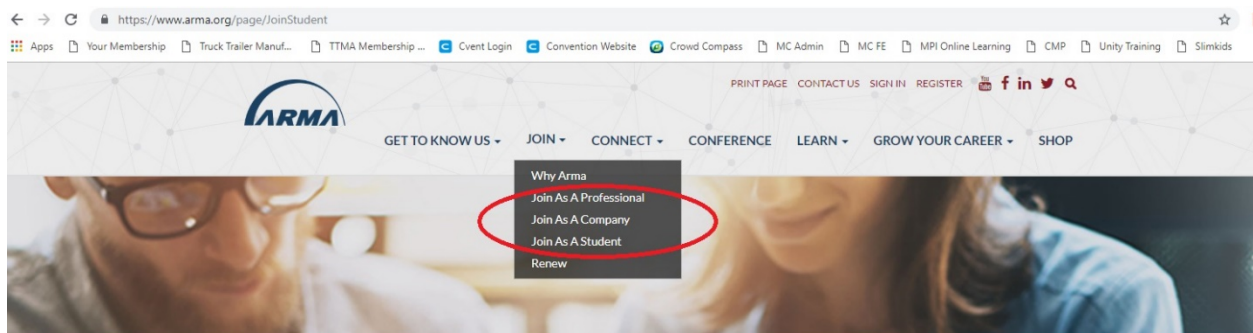 https://www.arma.org/page/JoinStudent
Apps Your Membership Truck Trailer Manuf... TTMA Membership ... Cvent Login Convention Website Crowd Compass MC Admin MC FE MPI Online Learning CMP Unity Training Slimkids
PRINT PAGE CONTACT US SIGN IN REGISTER You Tube f in
ARMA
GET TO KNOW US JOIN CONNECT CONFERENCE LEARN GROW YOUR CAREER SHOP
Why Arma
Join As A Professional
Join As A Company
Join As A Student
Renew